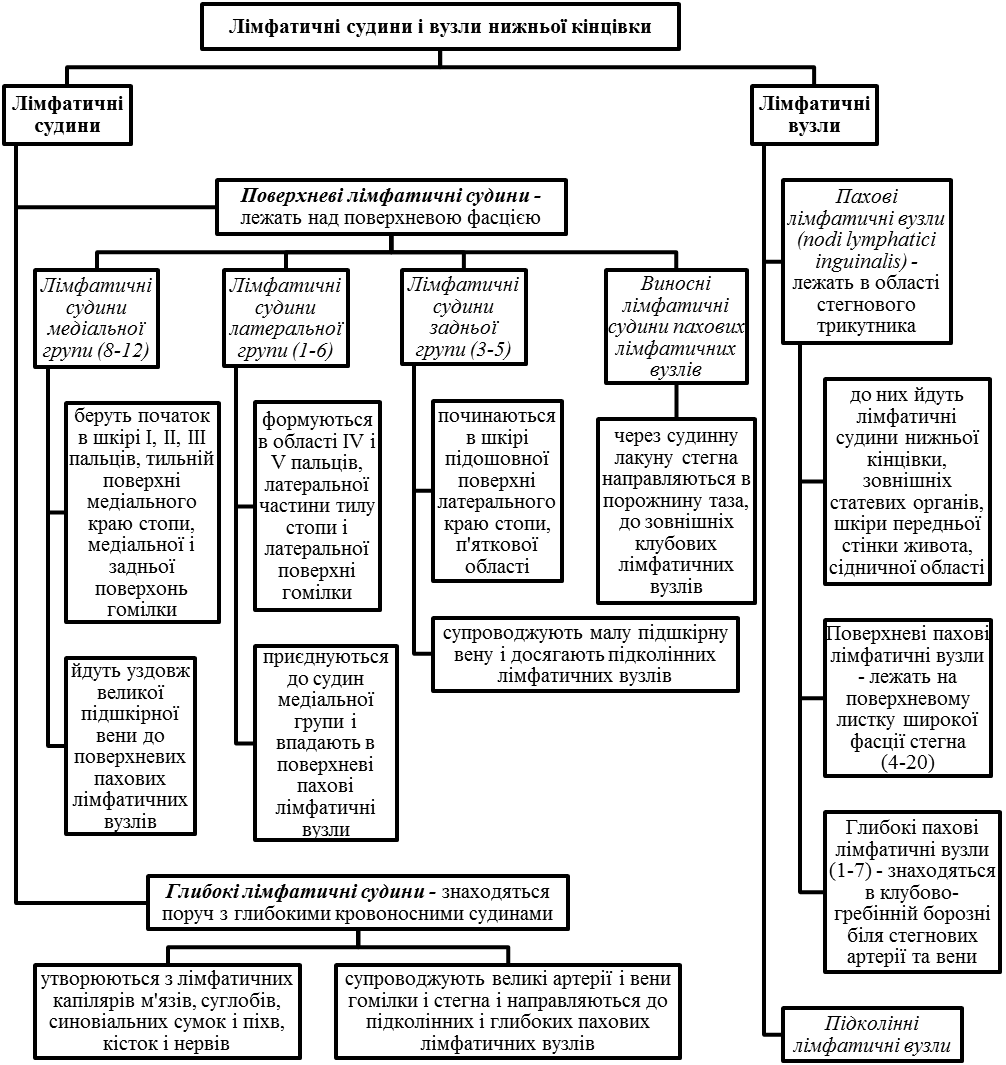 Лімфатичні судини і вузли нижньої кінцівки
Лімфатичні
судини
Поверхневі лімфатичні судини -
лежать над поверхневою фасцією
Лімфатичні
судини
медіальної
групи (8-12)
беруть початок
в шкірі І, ІІ, ІІІ
пальців, тильній
поверхні
медіального
краю стопи,
медіальної і
задньої
поверхонь
гомілки
йдуть уздовж
великої
підшкірної
вени до
поверхневих
пахових
лімфатичних
вузлів
Лімфатичні
судини
латеральної
групи (1-6)
формуються
в області IV і
V пальців,
латеральної
частини тилу
стопи і
латеральної
поверхні
гомілки
приєднуються
до судин
медіальної
групи і
впадають в
поверхневі
пахові
лімфатичні
вузли
Лімфатичні
судини
задньої
групи (3-5)
починаються
в шкірі
підошовної
поверхні
латерального
краю стопи,
п'яткової
області
супроводжують малу підшкірну
вену і досягають підколінних
лімфатичних вузлів
Виносні
лімфатичні
судини пахових
лімфатичних
вузлів
через судинну
лакуну стегна
направляються в
порожнину таза,
до зовнішніх
клубових
лімфатичних
вузлів
Глибокі лімфатичні судини - знаходяться
поруч з глибокими кровоносними судинами
утворюються з лімфатичних
капілярів м'язів, суглобів,
синовіальних сумок і піхв,
кісток і нервів
супроводжують великі артерії і вени
гомілки і стегна і направляються до
підколінних і глибоких пахових
лімфатичних вузлів
Лімфатичні
вузли
Пахові
лімфатичні вузли
(nodi lymphatici
inguinalis) -
лежать в області
стегнового
трикутника
до них йдуть
лімфатичні
судини нижньої
кінцівки,
зовнішніх
статевих органів,
шкіри передньої
стінки живота,
сідничної області
Поверхневі пахові
лімфатичні вузли
- лежать на
поверхневому
листку широкої
фасції стегна
(4-20)
Глибокі пахові
лімфатичні вузли
(1-7) - знаходяться
в клубово-
гребінній борозні
біля стегнових
артерії та вени
Підколінні
лімфатичні вузли